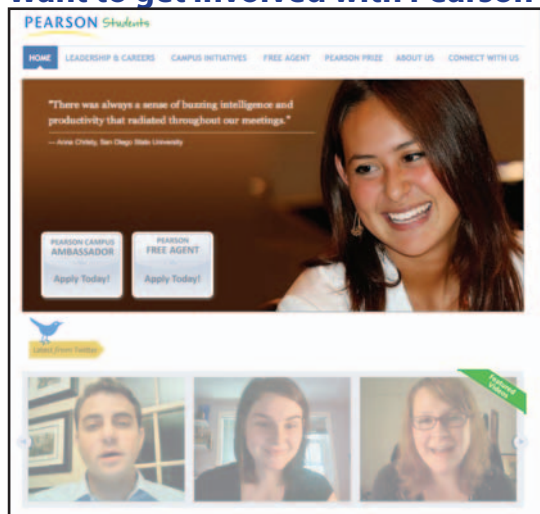 Want to get involved with Pearson
PEARSON Students
HOME LEADERSHIP & CAREERS CAMPUS INITIATIVES FREE AGENT PEARSON PRIZE ABOUT US CONNECT WITH US
"There was always a sense of buzzing intelligence and
productivity that radiated throughout our meetings."
— Anna Christy, San Diego State University
PEARSON CAMPUS
AMBASSADOR
Apply Today!
PEARSON
FREE AGENT
Apply Today!
Latest from Twitter
Featured
Videos